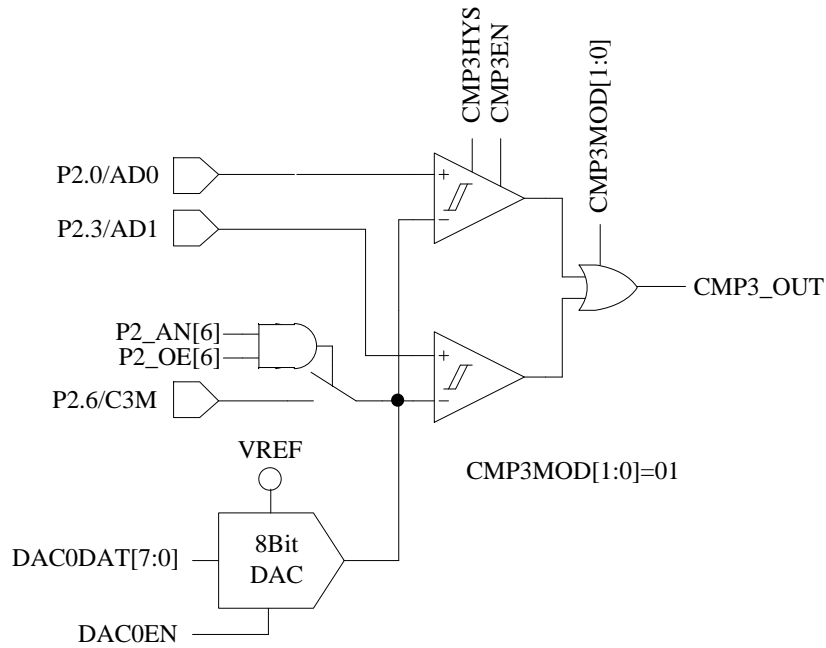 CMP3HYS
CMP3EN
CMP3MOD[1:0]
P2.0/AD0
+
−
P2.3/AD1
CMP3_OUT
P2_AN[6]
P2_OE[6]
+
P2.6/C3M
−
VREF
CMP3MOD[1:0]=01
DAC0DAT[7:0]
8Bit
DAC
DAC0EN